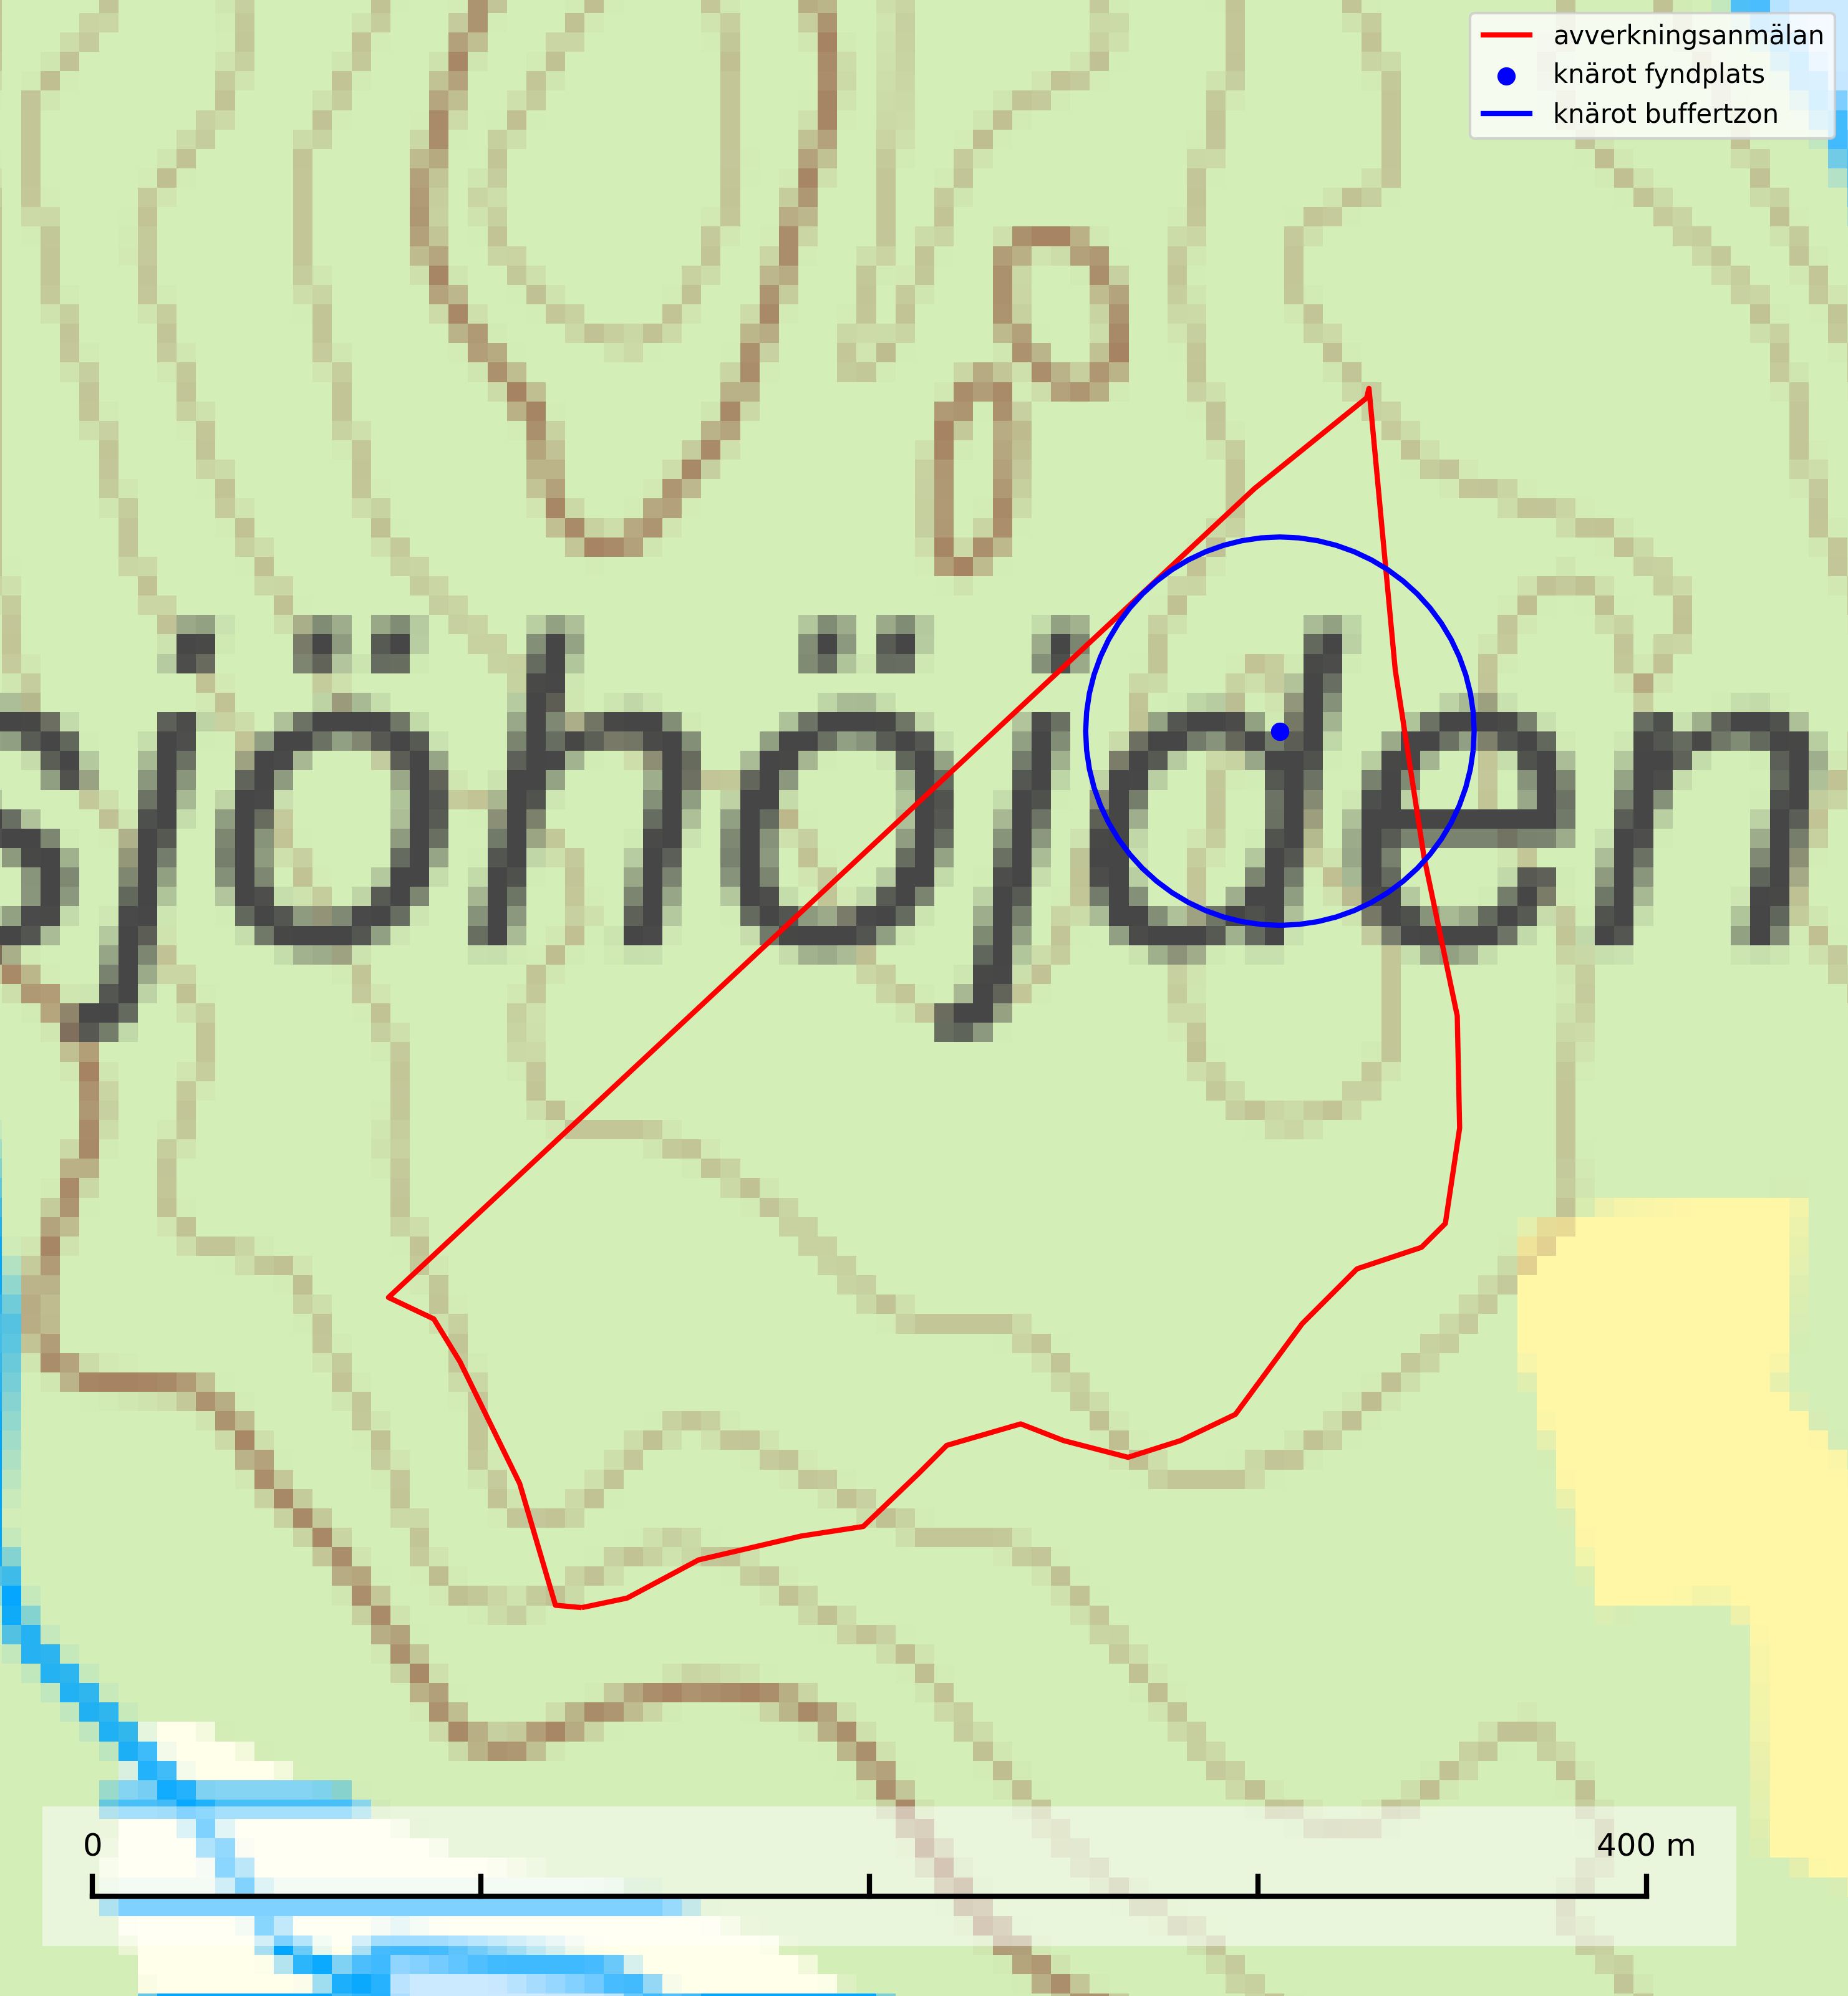 avverkningsanmälan
knärot fyndplats
knärot buffertzon
sjöhöjden
0 400 m